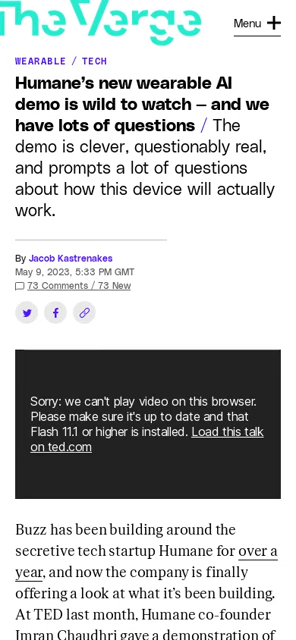 The Verge
Menu
WEARABLE / TECH
Humane’s new wearable AI
demo is wild to watch — and we
have lots of questions / The
demo is clever, questionably real,
and prompts a lot of questions
about how this device will actually
work.
By Jacob Kastrenakes
May 9, 2023, 5:33 PM GMT
73 Comments / 73 New
Sorry: we can't play video on this browser.
Please make sure it's up to date and that
Flash 11.1 or higher is installed. Load this talk
on ted.com
Buzz has been building around the
secretive tech startup Humane for over a
year, and now the company is finally
offering a look at what it’s been building.
At TED last month, Humane co-founder
Imran Chaudhri gave a demonstration of